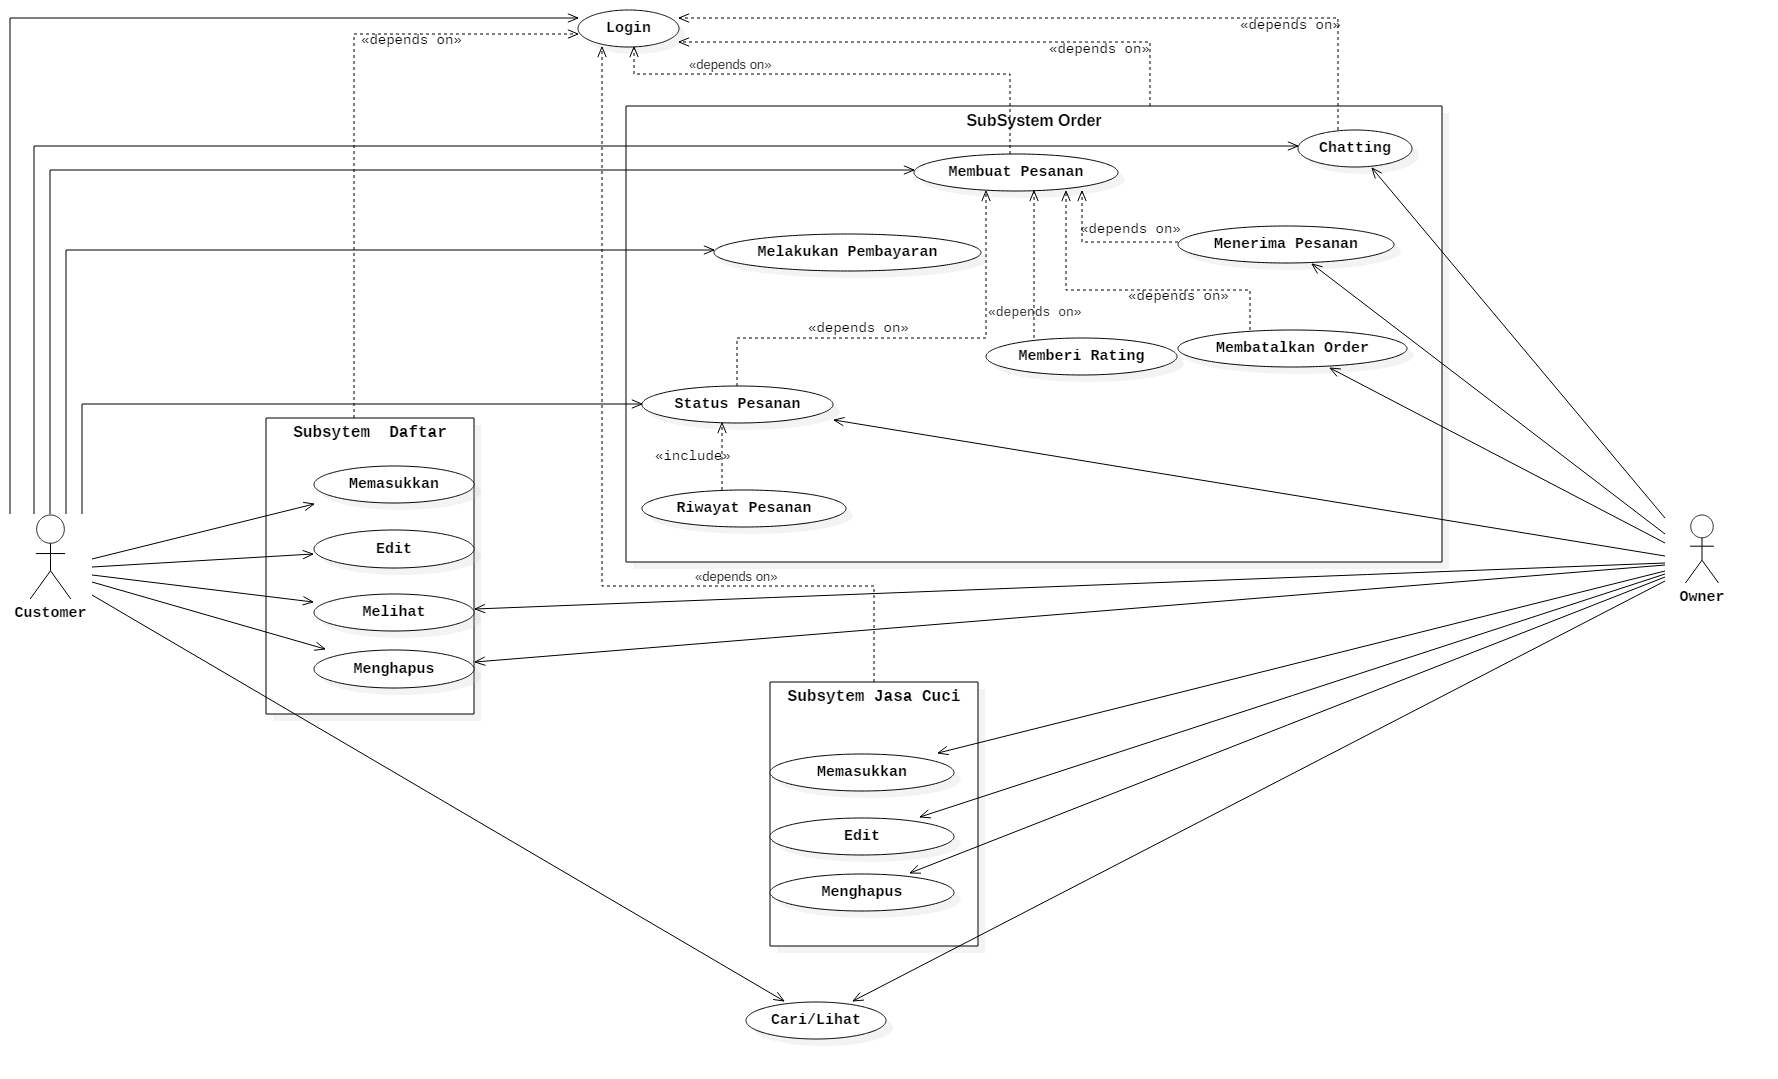 Login
«depends on»
«depends on»
«depends on»
«depends on»
SubSystem Order
Chatting
Membuat Pesanan
«depends on»
Menerima Pesanan
Melakukan Pembayaran
«depends on»
«depends on»
«depends on»
Membatalkan Order
Memberi Rating
Status Pesanan
Subsytem  Daftar
«include»
Memasukkan
Riwayat Pesanan
Edit
«depends on»
Owner
Customer
Melihat
Menghapus
Subsytem Jasa Cuci
Memasukkan
Edit
Menghapus
Cari/Lihat